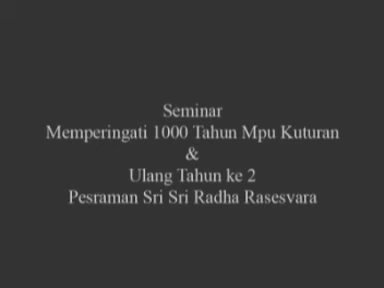 Seminar
Memperingati 1000 Tahun Mpu Kuturan
&
Ulang Tahun ke 2
Pesraman Sri Sri Radha Rasesvara